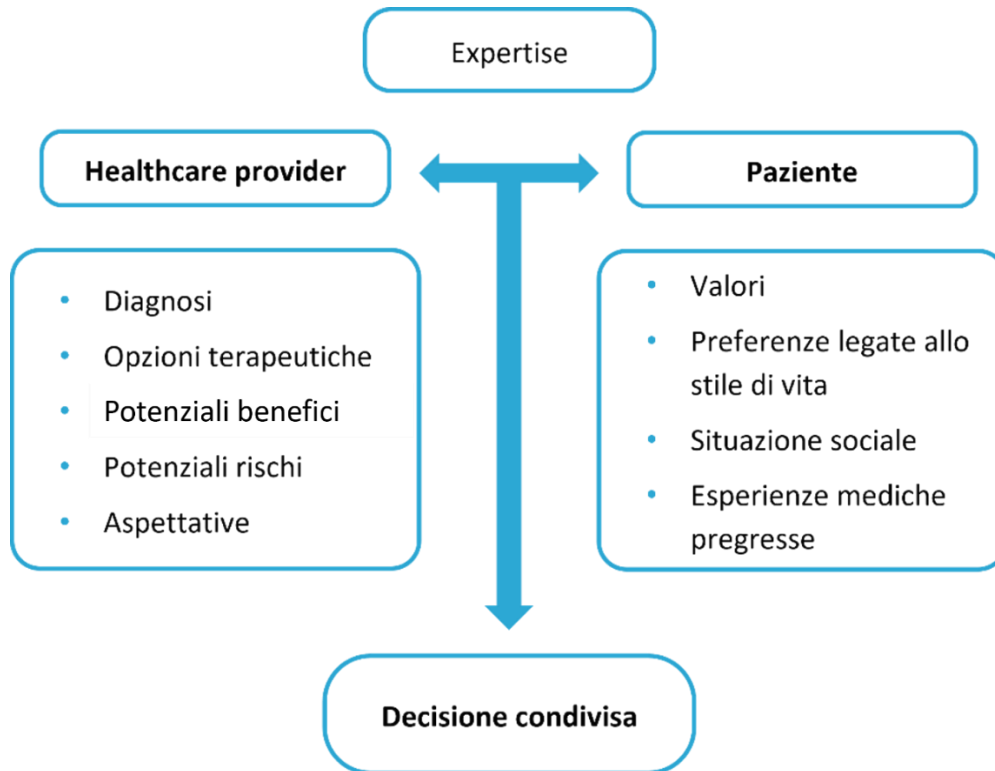 Expertise
Healthcare provider
Paziente
• Diagnosi
• Opzioni terapeutiche
• Potenziali benefici
• Potenziali rischi
• Aspettative
• Valori
• Preferenze legate allo
stile di vita
• Situazione sociale
• Esperienze mediche
pregresse
Decisione condivisa